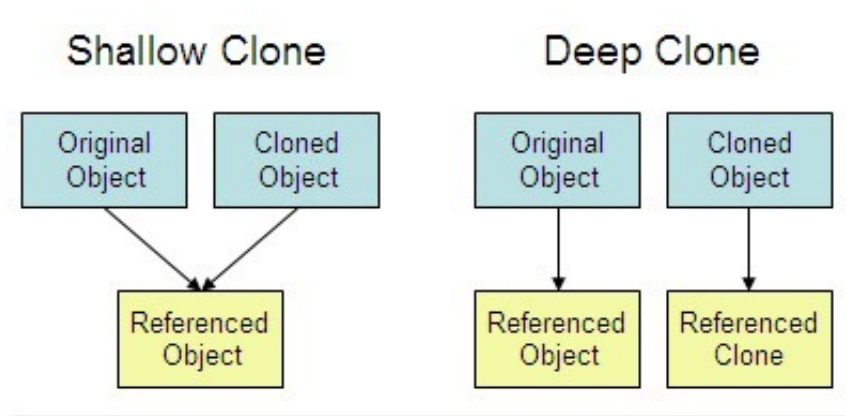 Shallow Clone
Original
Object
Cloned
Object
Referenced
Object
Deep Clone
Original
Object
Cloned
Object
Referenced
Object
Referenced
Clone